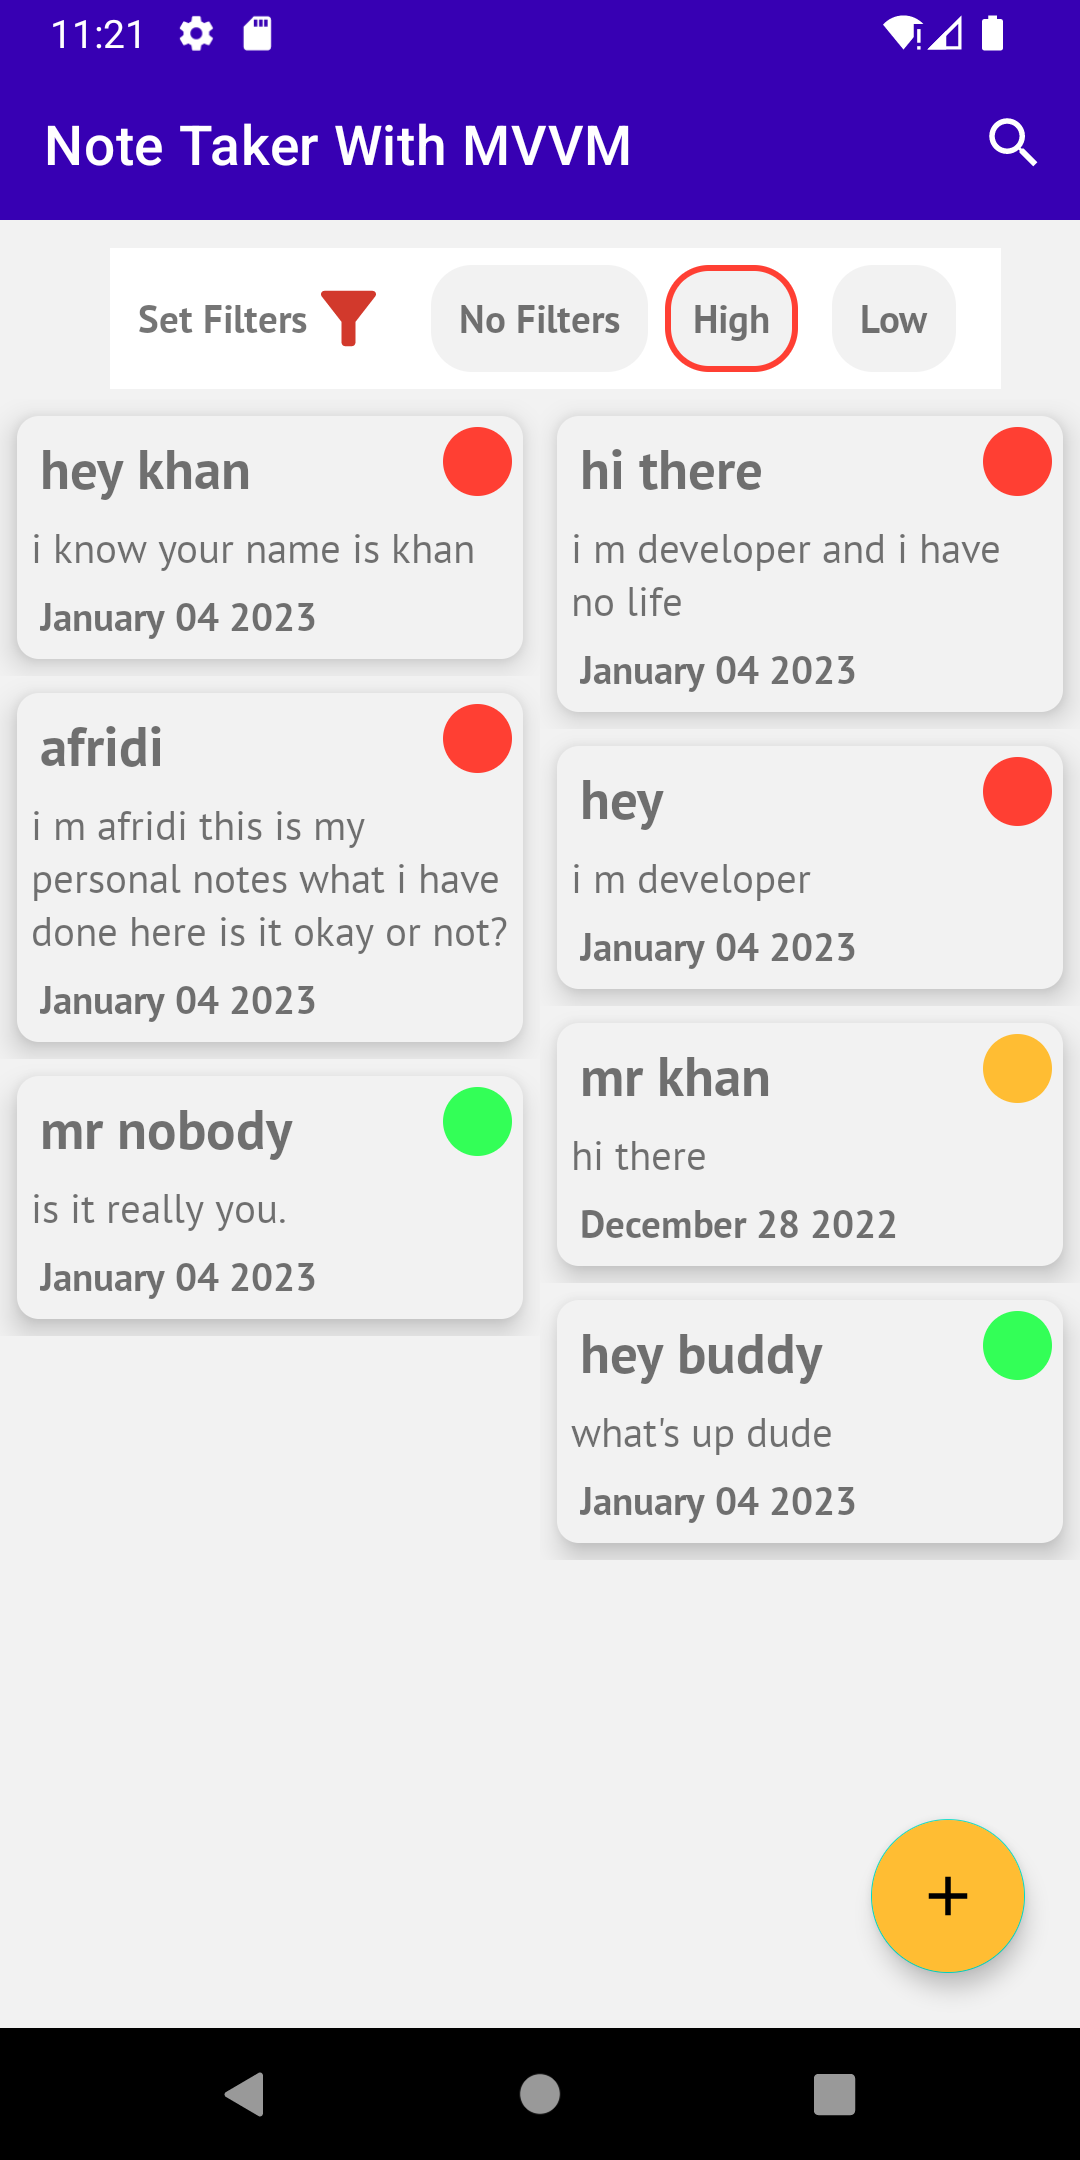 11:21
Note Taker With MVVM
Set Filters
No Filters
High
Low
hey khan
i know your name is khan
January 04 2023
hi there
i m developer and i have
no life
January 04 2023
afridi
i m afridi this is my
personal notes what i have
done here is it okay or not?
January 04 2023
hey
i m developer
January 04 2023
mr khan
hi there
December 28 2022
mr nobody
is it really you.
January 04 2023
hey buddy
what's up dude
January 04 2023